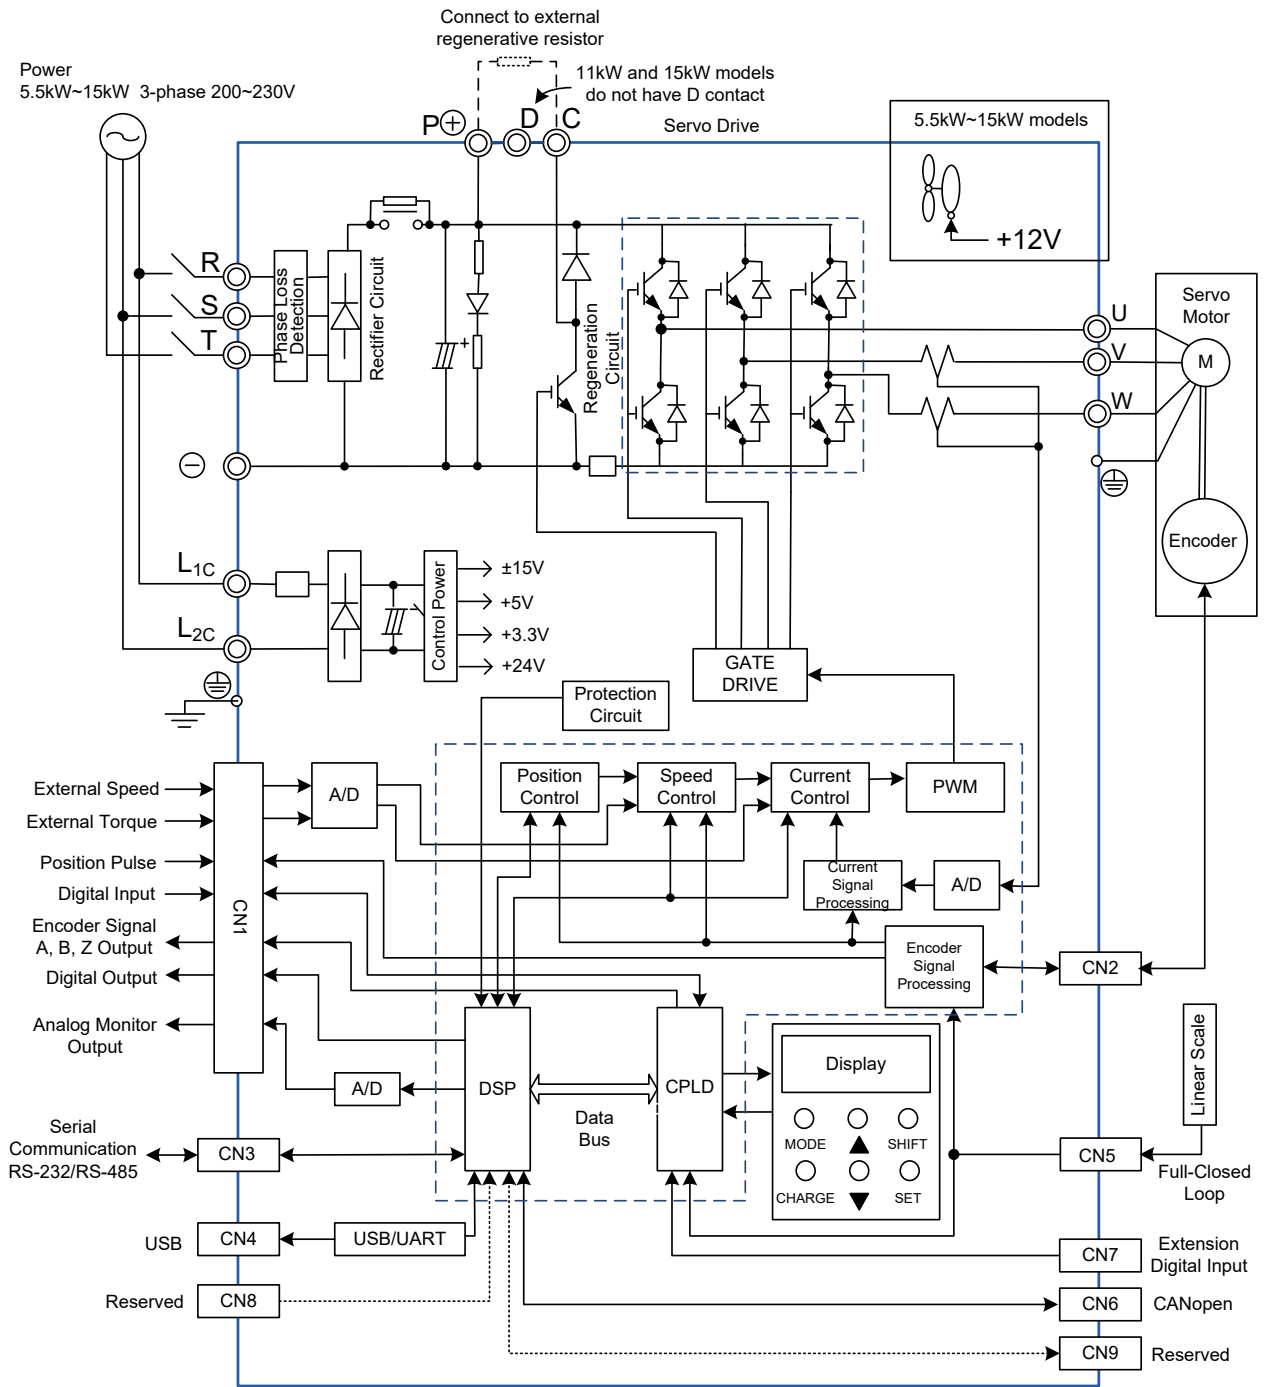 Connect to external
regenerative resistor
Power
5.5kW~15kW 3-phase 200~230V
11kW and 15kW models
do not have D contact
P
D
C
Servo Drive
5.5kW~15kW models
+12V
R
S
T
Phase Loss
Detection
Rectifier Circuit
+
Regeneration
Circuit
U
V
W
Servo
Motor
M
Encoder
L1C
L2C
Control Power
±15V
+5V
+3.3V
+24V
GATE
DRIVE
Protection
Circuit
External Speed
External Torque
Position Pulse
Digital Input
Encoder Signal
A, B, Z Output
Digital Output
Analog Monitor
Output
CN1
A/D
Position
Control
Speed
Control
Current
Control
PWM
Current
Signal
Processing
A/D
Encoder
Signal
Processing
CN2
DSP
Data
Bus
CPLD
A/D
Display
MODE
SHIFT
CHARGE
SET
Linear Scale
Serial
Communication
RS-232/RS-485
CN3
CN5
Full-Closed
Loop
USB
CN4
USB/UART
CN7
Extension
Digital Input
Reserved
CN8
CN6
CANopen
CN9
Reserved